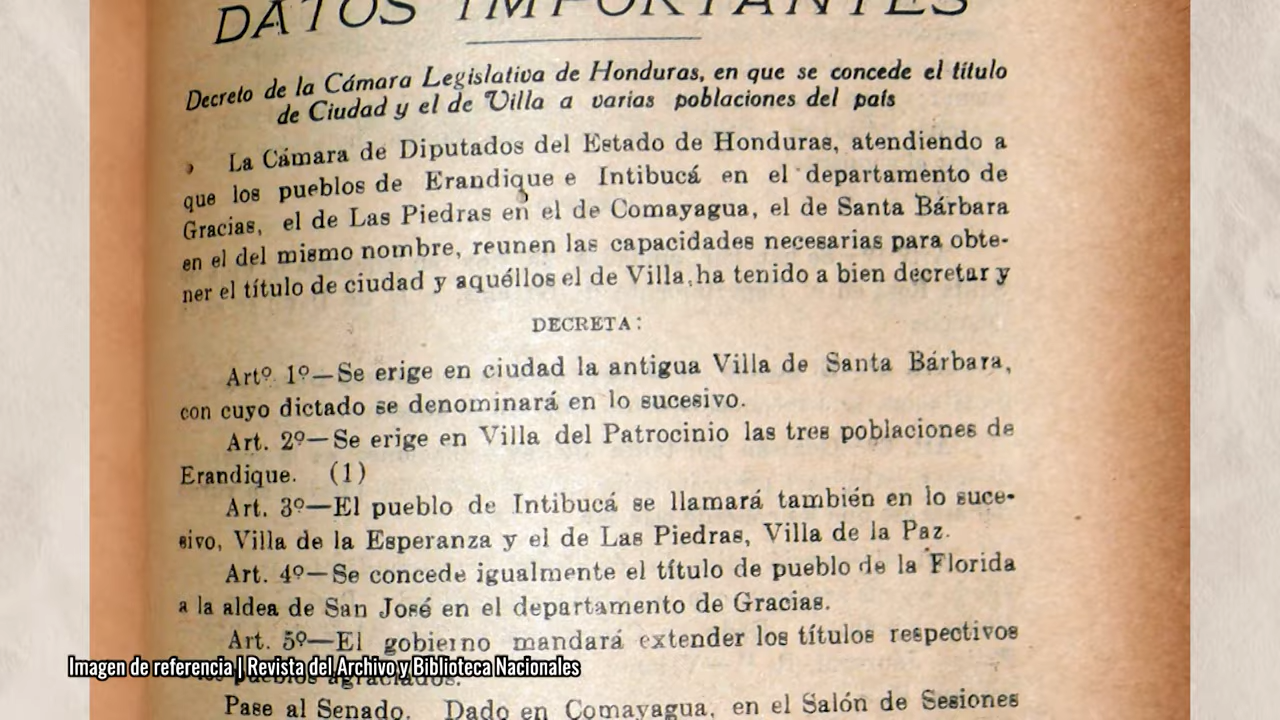 DATOS IMPORTANTES
Decreto de la Cámara Legislativa de Honduras, en que se concede el título
de Ciudad y el de Villa a varias poblaciones del país
La Cámara de Diputados del Estado de Honduras, atendiendo a
que los pueblos de Erandique e Intibucá en el departamento de
Gracias, el de Las Piedras en el de Comayagua, el de Santa Bárbara
en el del mismo nombre, reunen las capacidades necesarias para obte-
ner el título de ciudad y aquéllos el de Villa, ha tenido a bien decretar y
DECRETA:
Artº 1º—Se erige en ciudad la antigua Villa de Santa Bárbara,
con cuyo dictado se denominará en lo sucesivo.
Art. 2º—Se erige en Villa del Patrocinio las tres poblaciones de
Erandique. (1)
Art. 3º—El pueblo de Intibucá se llamará también en lo suce-
sivo, Villa de la Esperanza y el de Las Piedras, Villa de la Paz.
Art. 4º—Se concede igualmente el título de pueblo de la Florida
a la aldea de San José en el departamento de Gracias.
Art. 5º—El gobierno mandará extender los títulos respectivos
pueblos agraciados.
Imagen de referencia | Revista del Archivo y Biblioteca Nacionales
Pase al Senado. Dado en Comayagua, en el Salón de Sesiones